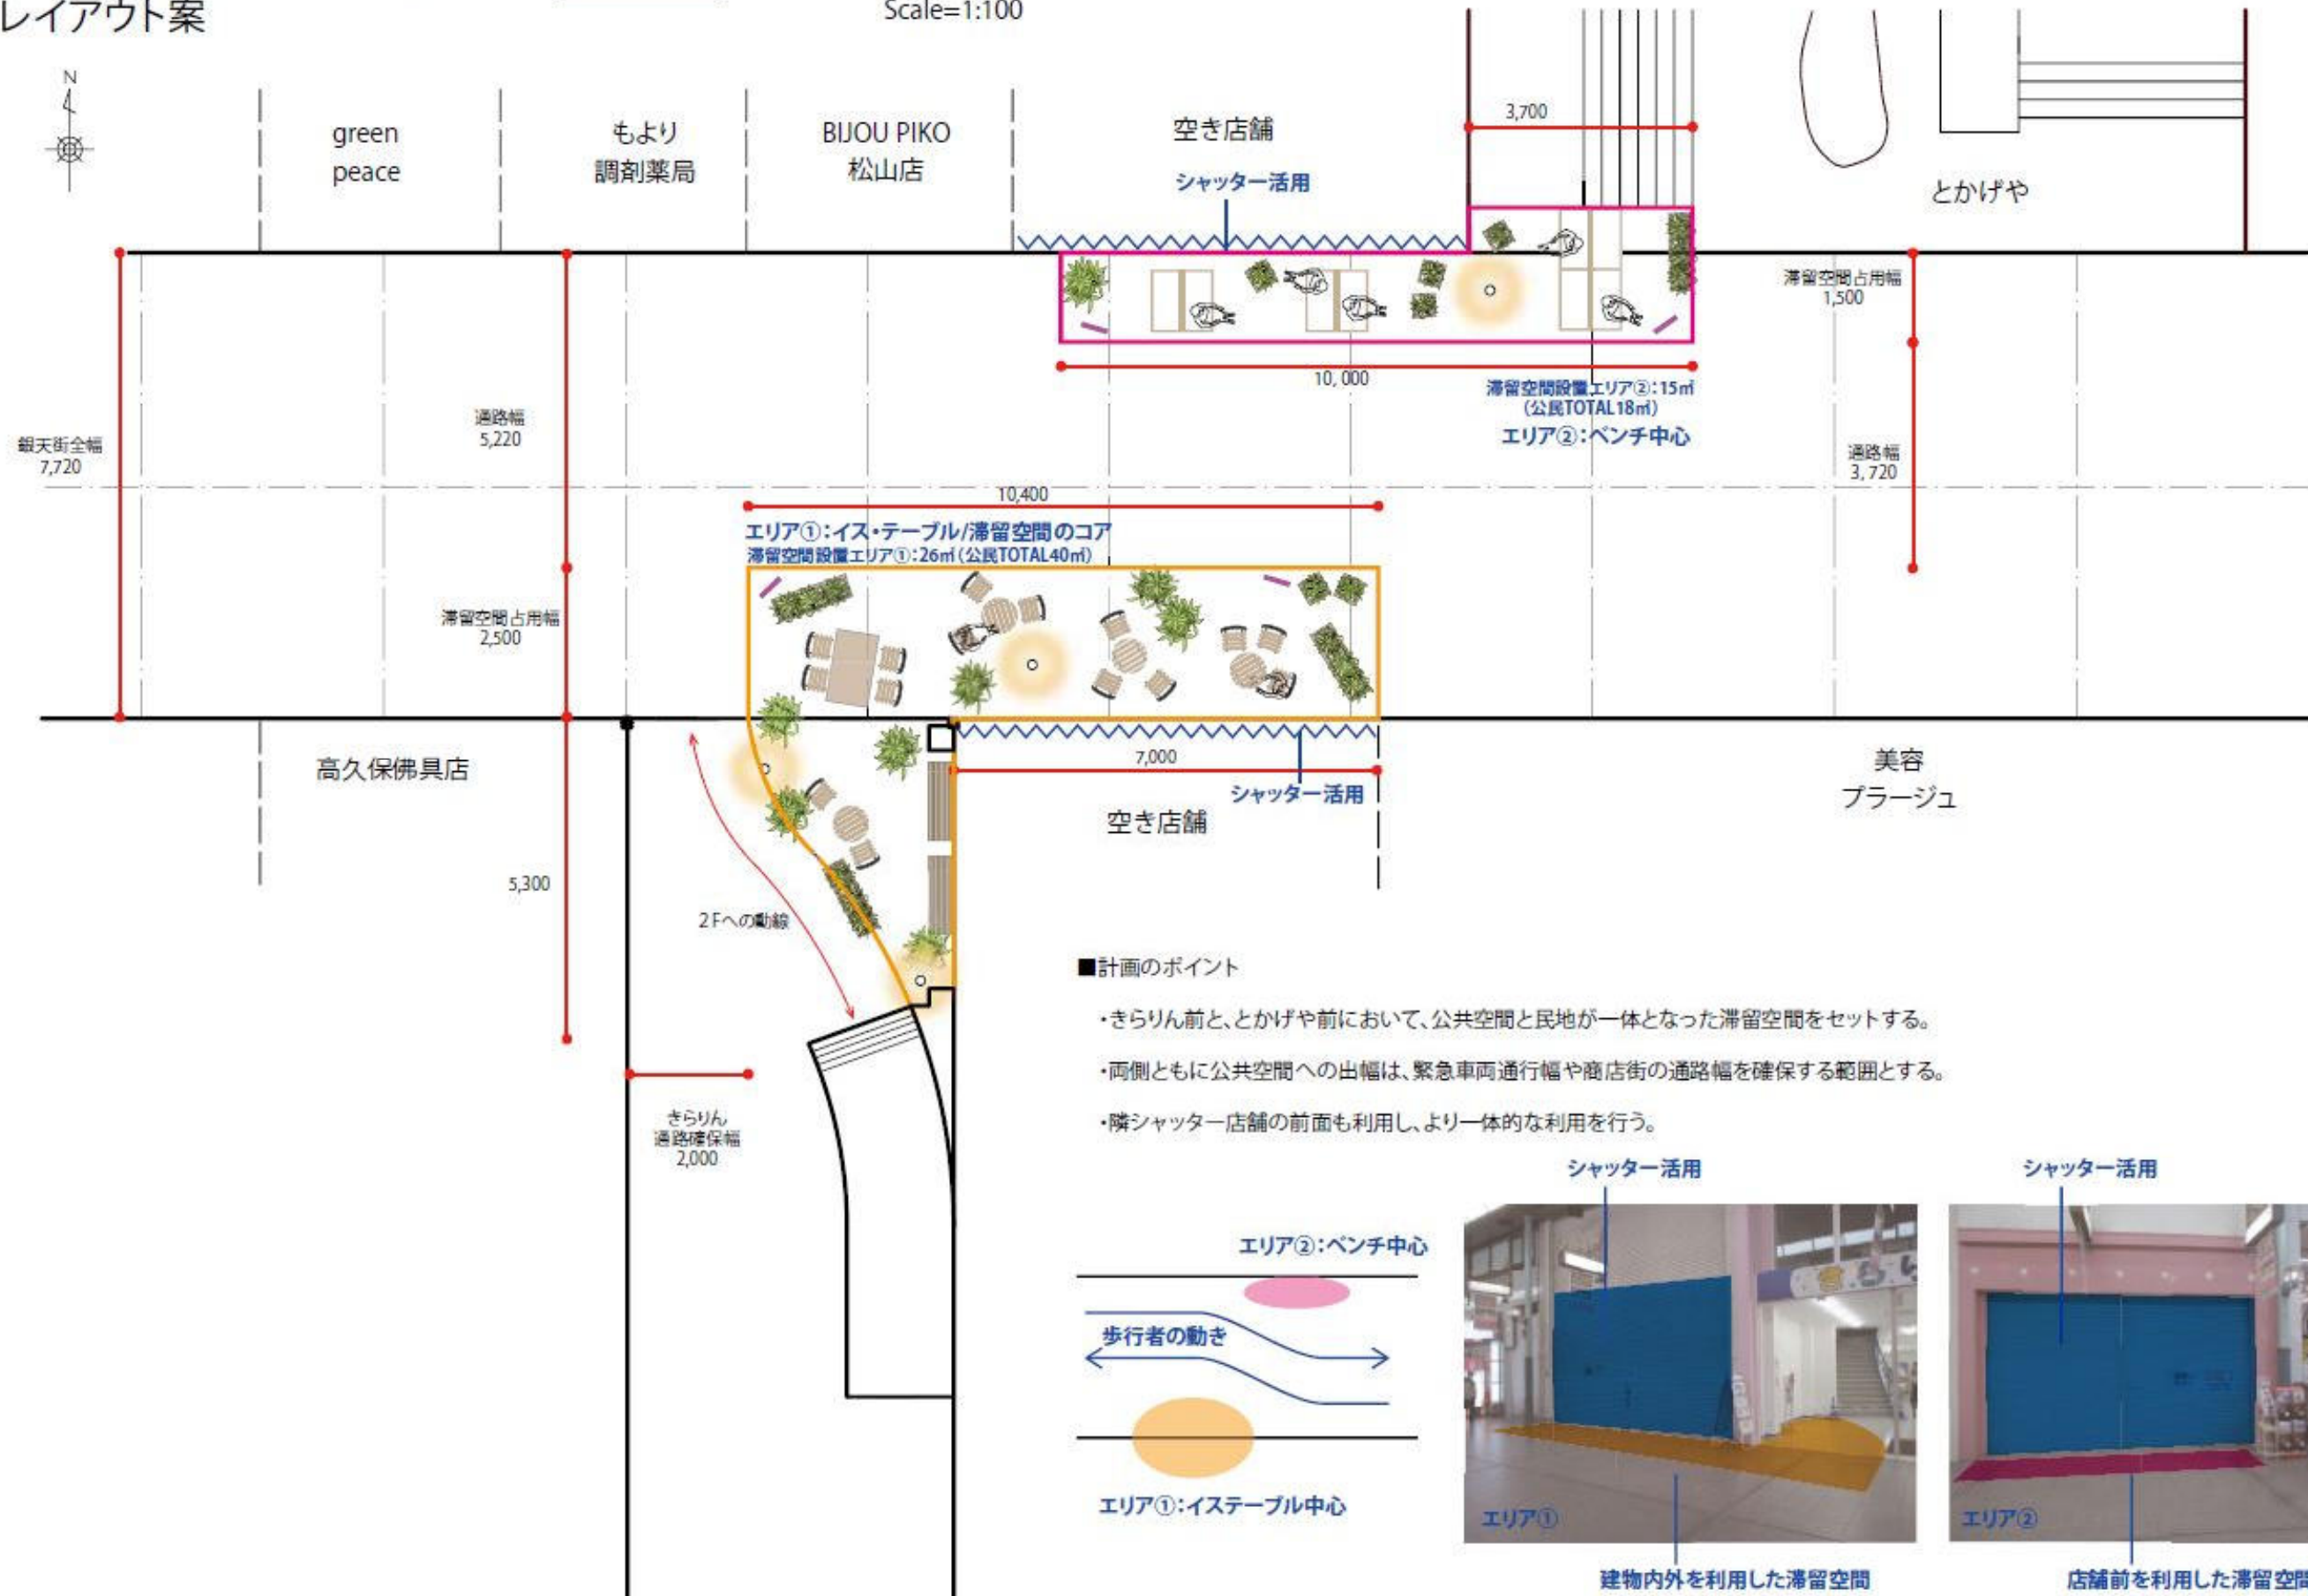 レイアウト案
Scale=1:100
N
green
peace
もより
調剤薬局
BIJOU PIKO
松山店
空き店舗
シャッター活用
3,700
とかげや
滞留空間占用幅
1,500
10,000
滞留空間設置エリア②：15㎡
（公民TOTAL18㎡）
エリア②：ベンチ中心
通路幅
5,220
銀天街全幅
7,720
通路幅
3,720
10,400
エリア①：イス・テーブル/滞留空間のコア
滞留空間設置エリア①：26㎡（公民TOTAL40㎡）
滞留空間占用幅
2,500
高久保佛具店
7,000
シャッター活用
空き店舗
美容
プラージュ
5,300
2Fへの動線
きらりん
通路確保幅
2,000
■計画のポイント
・きらりん前と、とかげや前において、公共空間と民地が一体となった滞留空間をセットする。
・両側ともに公共空間への出幅は、緊急車両通行幅や商店街の通路幅を確保する範囲とする。
・隣シャッター店舗の前面も利用し、より一体的な利用を行う。
エリア②：ベンチ中心
歩行者の動き
エリア①：イステーブル中心
シャッター活用
エリア①
建物内外を利用した滞留空間
シャッター活用
エリア②
店舗前を利用した滞留空間